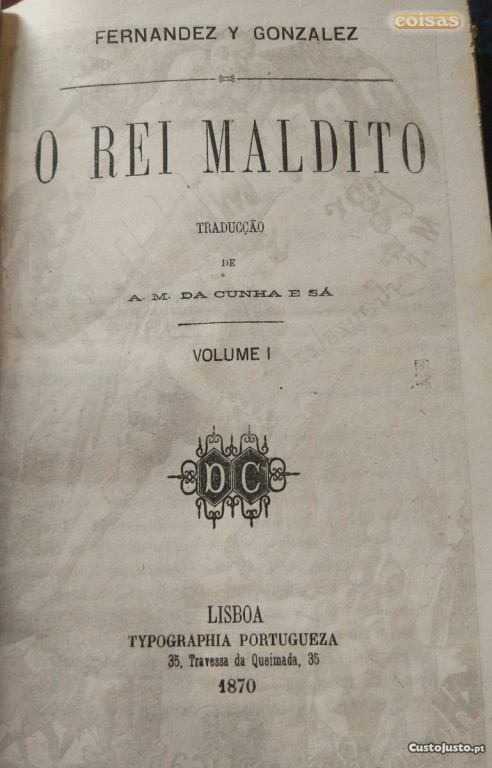 coisas
FERNANDEZ Y GONZALEZ
O REI MALDITO
TRADUCÇÃO
DE
A. M. DA CUNHA E SÁ
VOLUME I
DC
LISBOA
TYPOGRAPHIA PORTUGUEZA
35, Travessa da Queimada, 35
1870
CustoJusto.pt